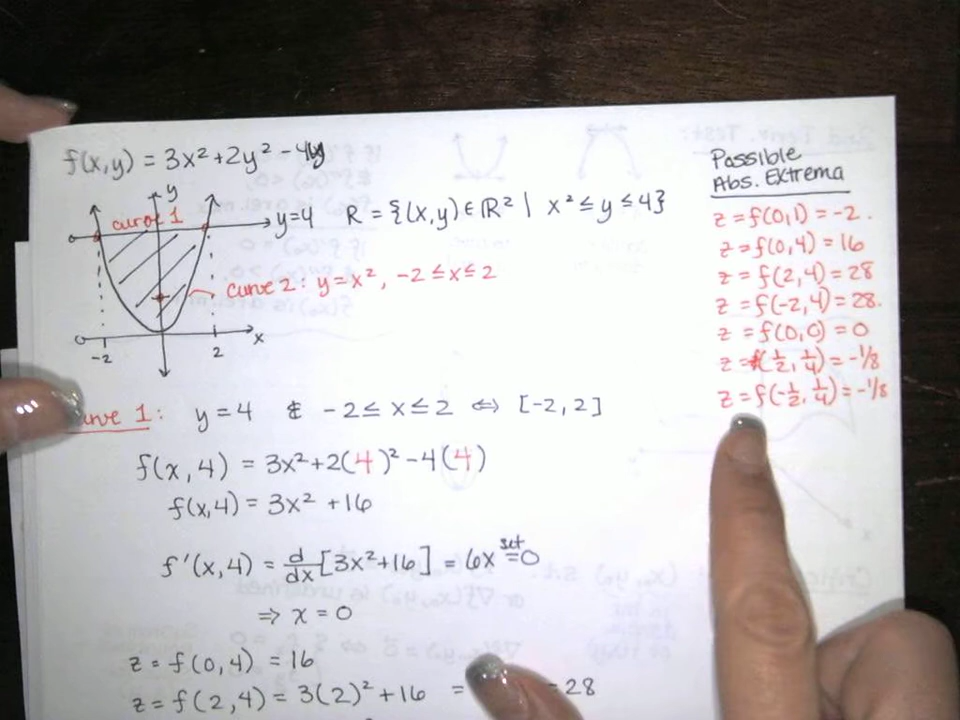 f(x,y) = 3x²+2y² - 4y
y
curve 1
y=4 R = {(x,y) ∈ ℝ² | x² ≤ y ≤ 4}
curve 2: y=x², -2 ≤ x ≤ 2
-2 2 x
Curve 1: y = 4 & -2 ≤ x ≤ 2 ⇔ [-2, 2]
f(x, 4) = 3x²+2(4)² - 4(4)
f(x,4) = 3x² + 16
f'(x,4) = d/dx [3x²+16] = 6x set = 0
⇒ x = 0
z = f(0,4) = 16
z = f(2,4) = 3(2)² + 16 = = 28
Possible
Abs. Extrema
z = f(0,1) = -2.
z = f(0,4) = 16
z = f(2,4) = 28
z = f(-2,4) = 28.
z = f(0,0) = 0
z = f(½, ¼) = -⅛
z = f(-½, ¼) = -⅛